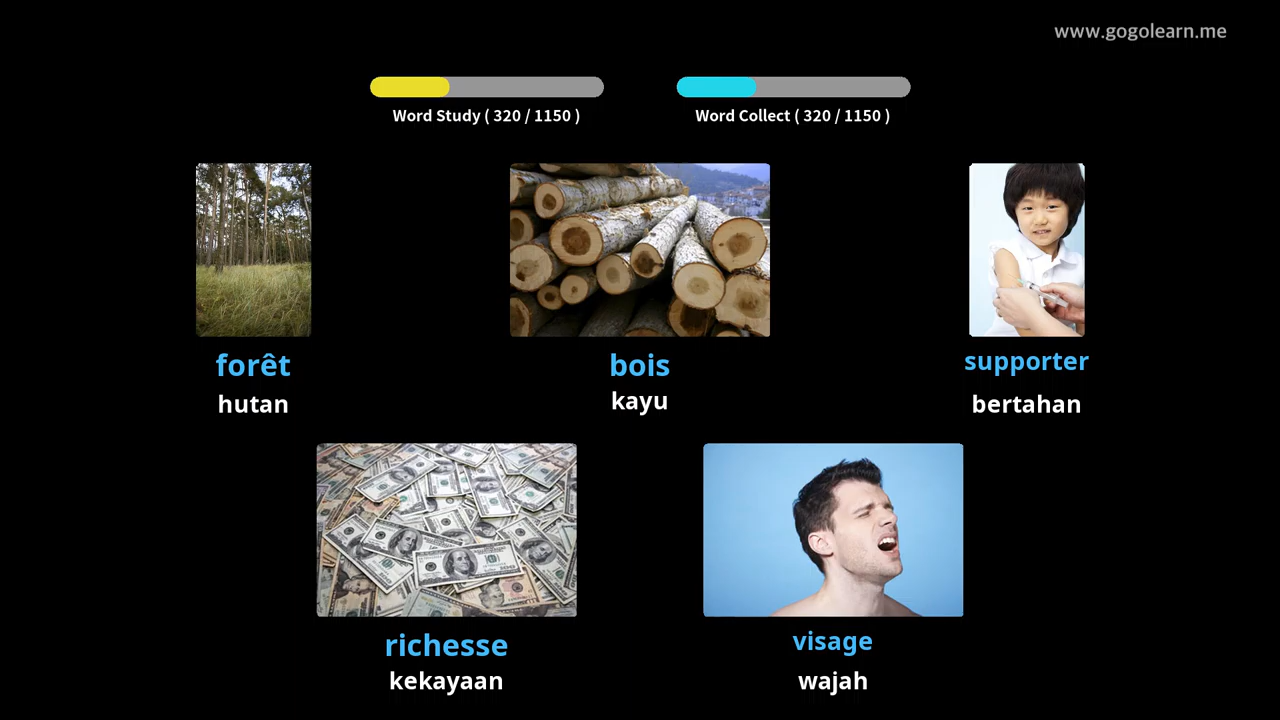 www.gogolearn.me
Word Study ( 320 / 1150 )
Word Collect ( 320 / 1150 )
forêt
hutan
bois
kayu
supporter
bertahan
richesse
kekayaan
visage
wajah